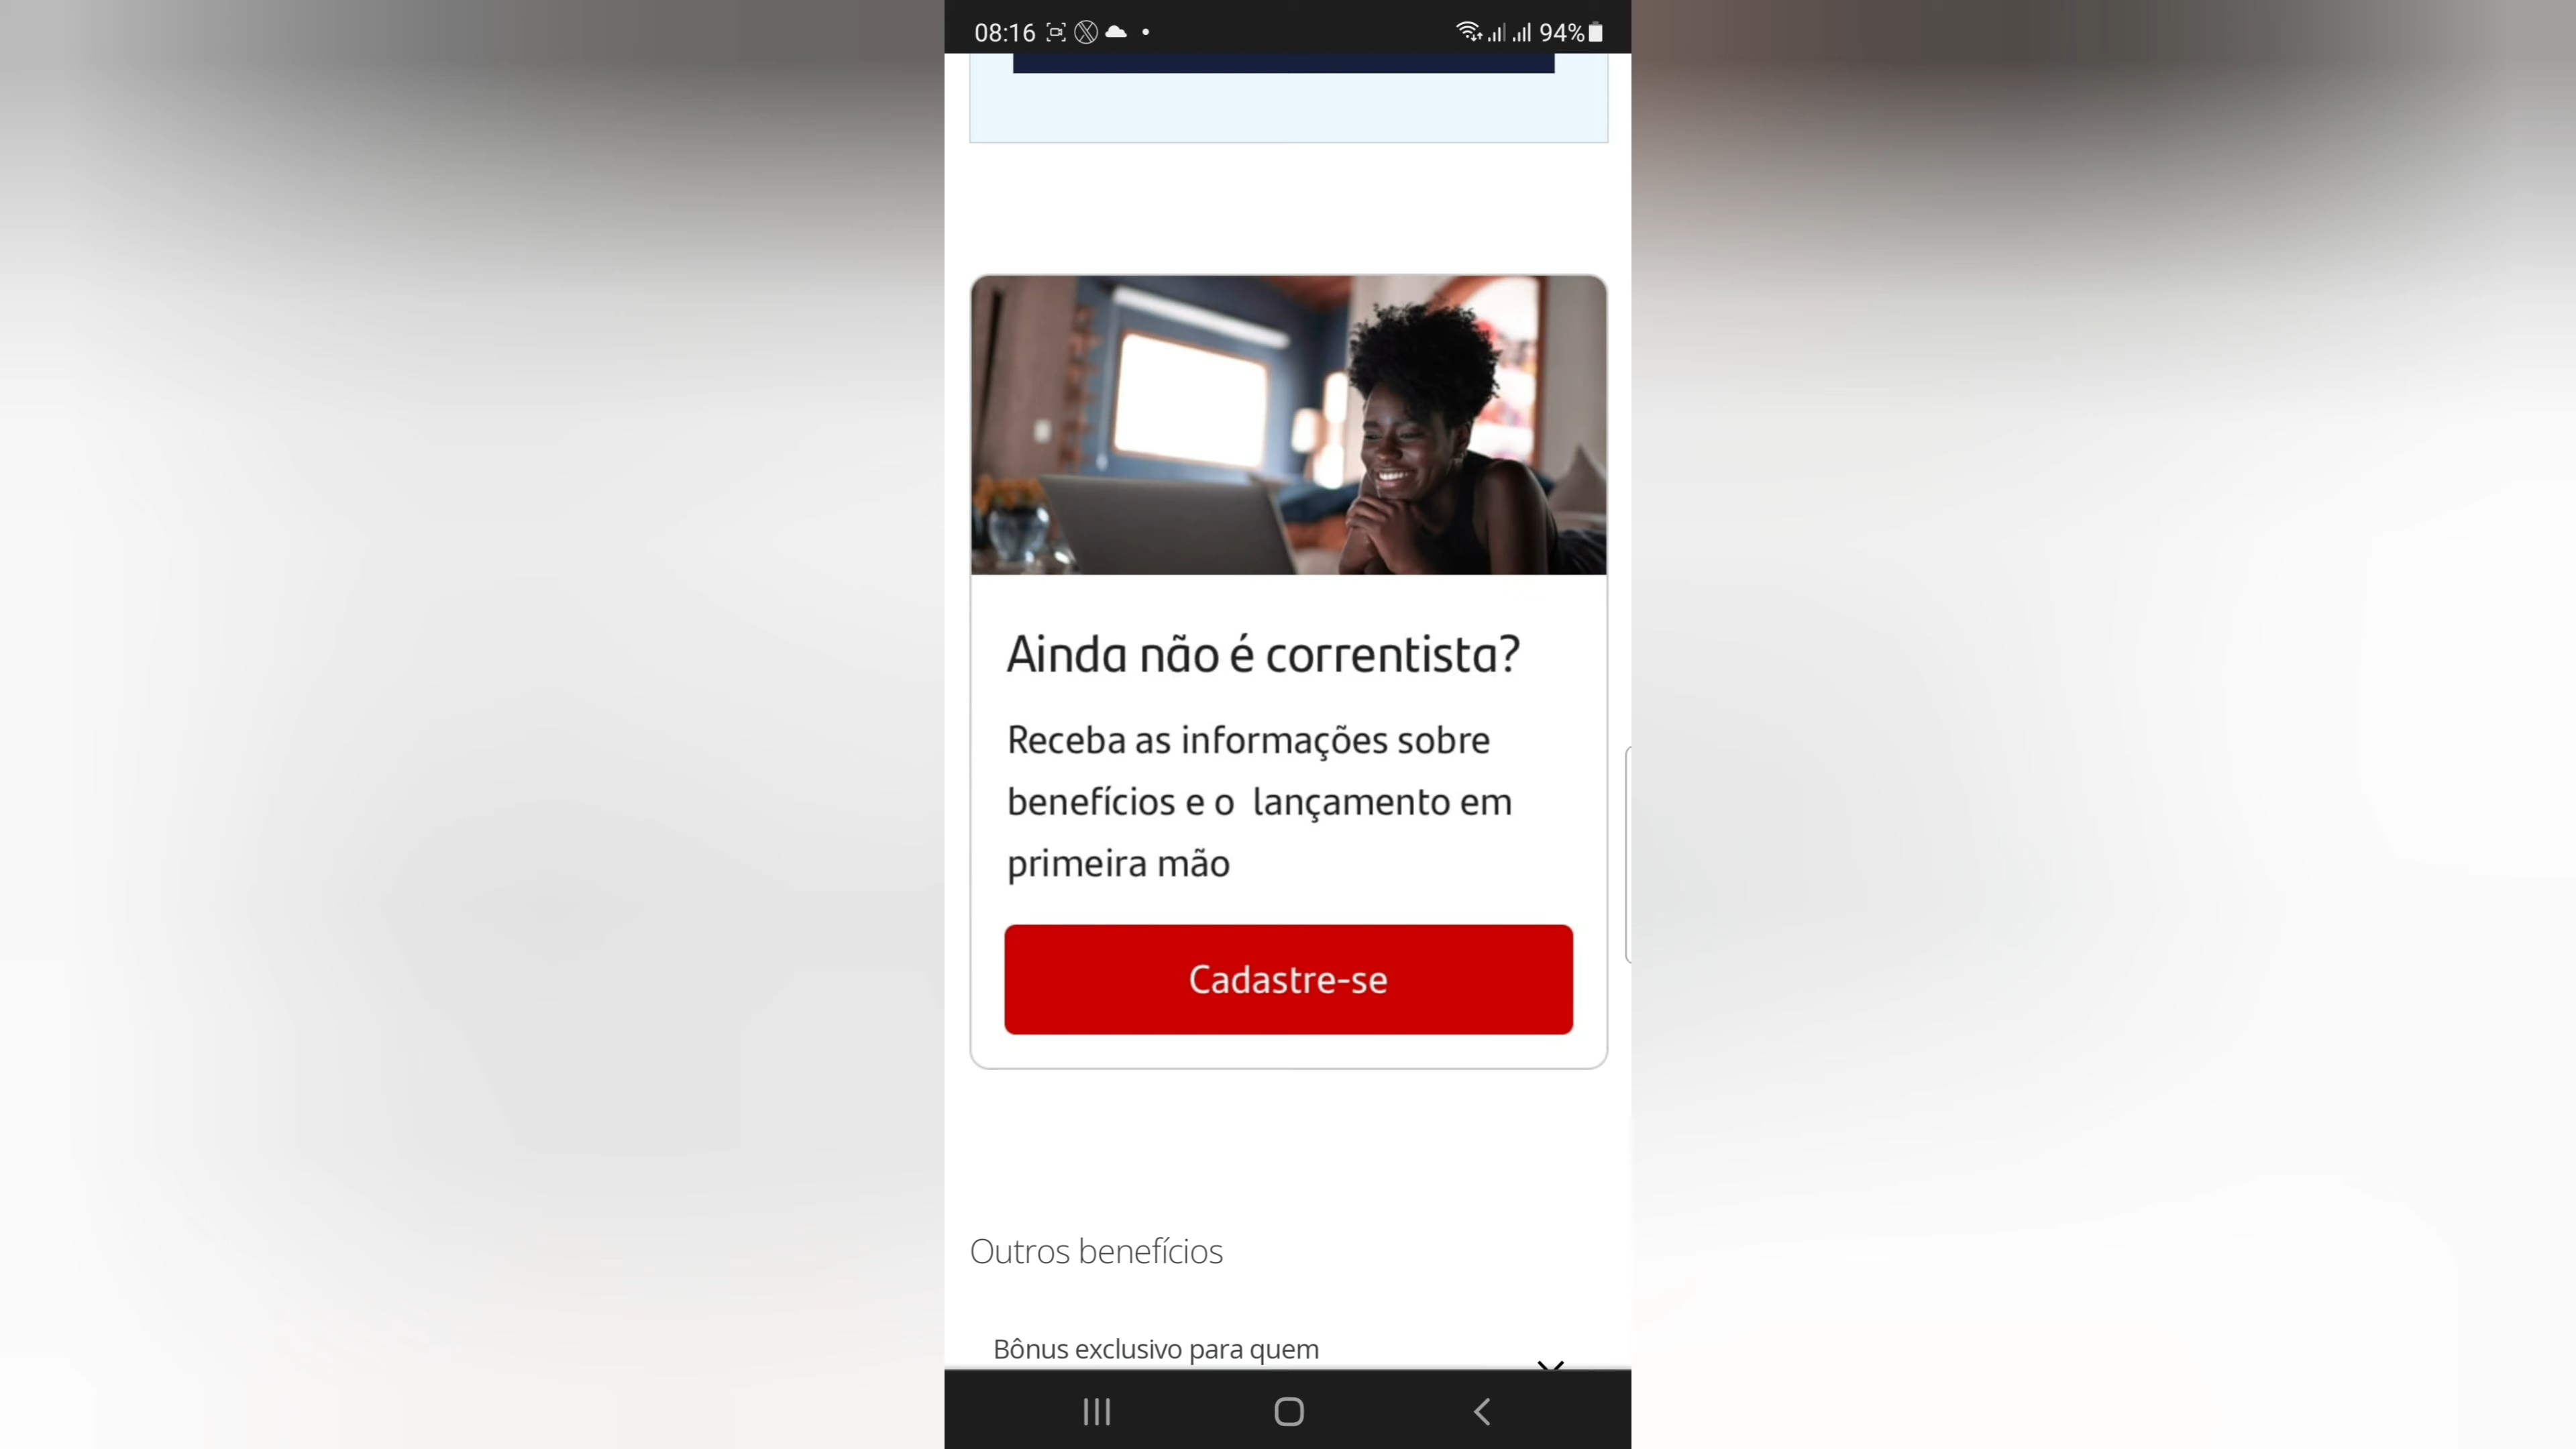 08:16
94%
Ainda não é correntista?
Receba as informações sobre
benefícios e o lançamento em
primeira mão
Cadastre-se
Outros benefícios
Bônus exclusivo para quem